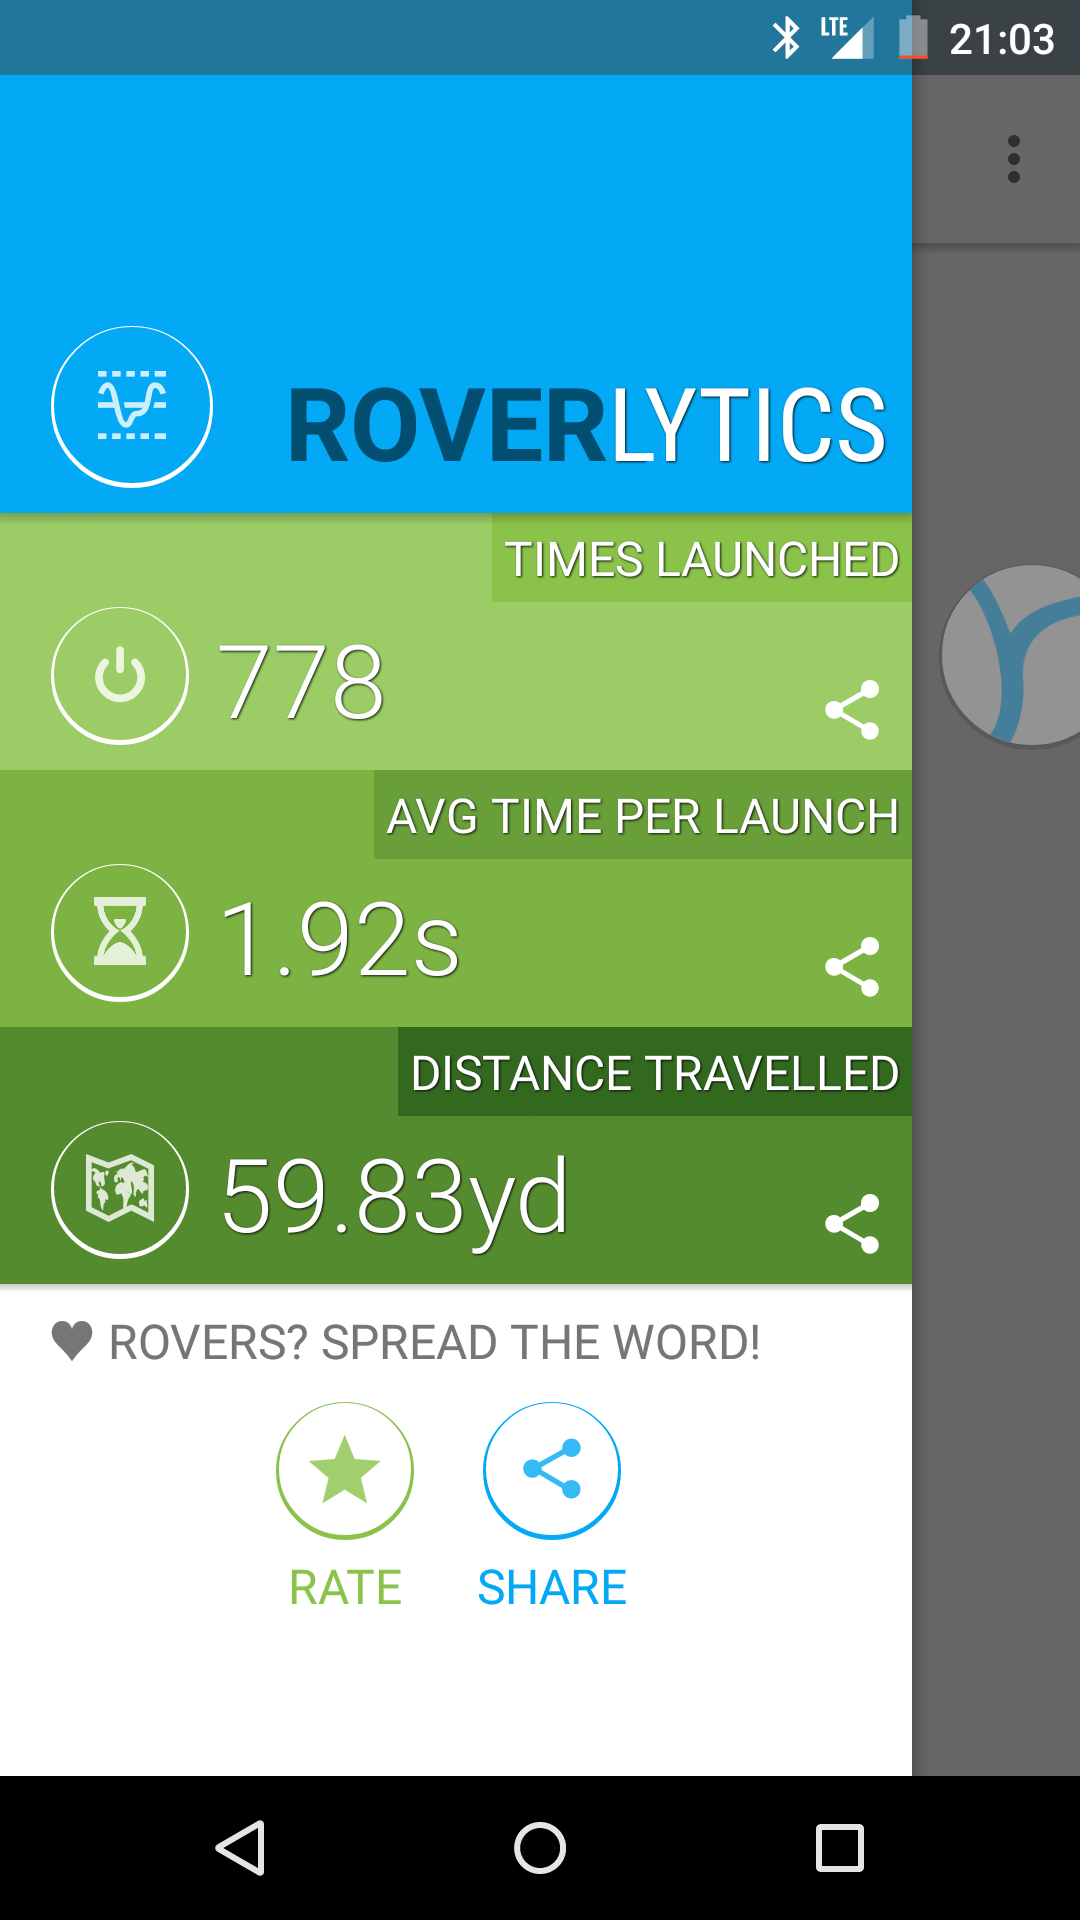 LTE 21:03
ROVERLYTICS
TIMES LAUNCHED
778
AVG TIME PER LAUNCH
1.92s
DISTANCE TRAVELLED
59.83yd
♥ ROVERS? SPREAD THE WORD!
RATE SHARE